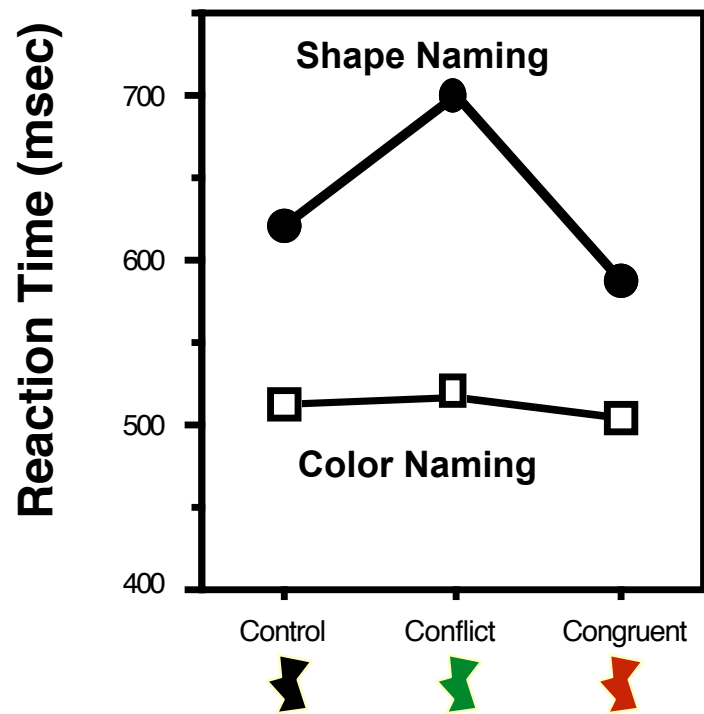 Reaction Time (msec)
Shape Naming
700
600
500
Color Naming
400
Control Conflict Congruent